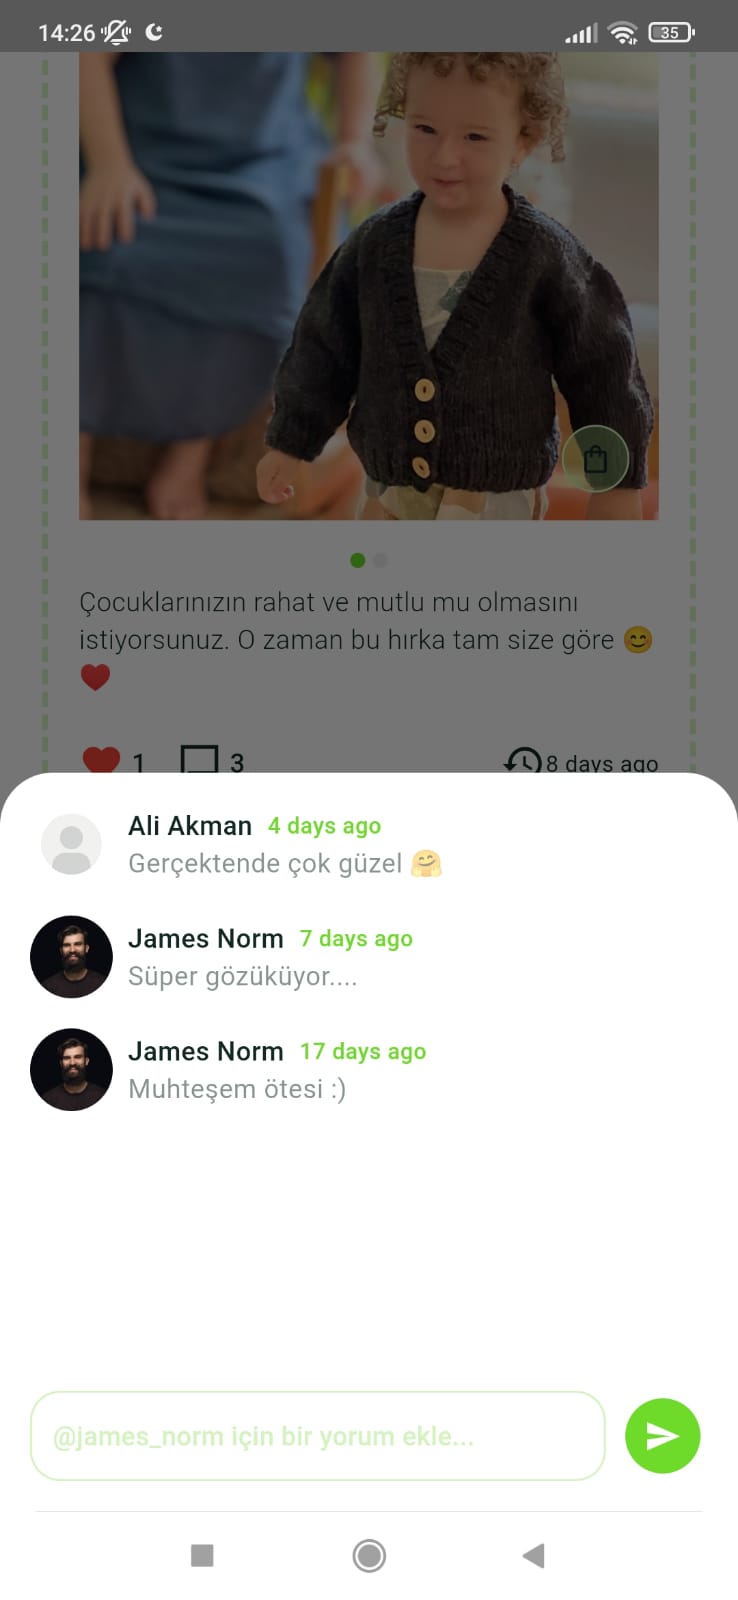 14:26
35
Çocuklarınızın rahat ve mutlu mu olmasını
istiyorsunuz. O zaman bu hırka tam size göre 😊
❤️
1 3 8 days ago
Ali Akman 4 days ago
Gerçektende çok güzel 🤗
James Norm 7 days ago
Süper gözüküyor....
James Norm 17 days ago
Muhteşem ötesi :)
@james_norm için bir yorum ekle...